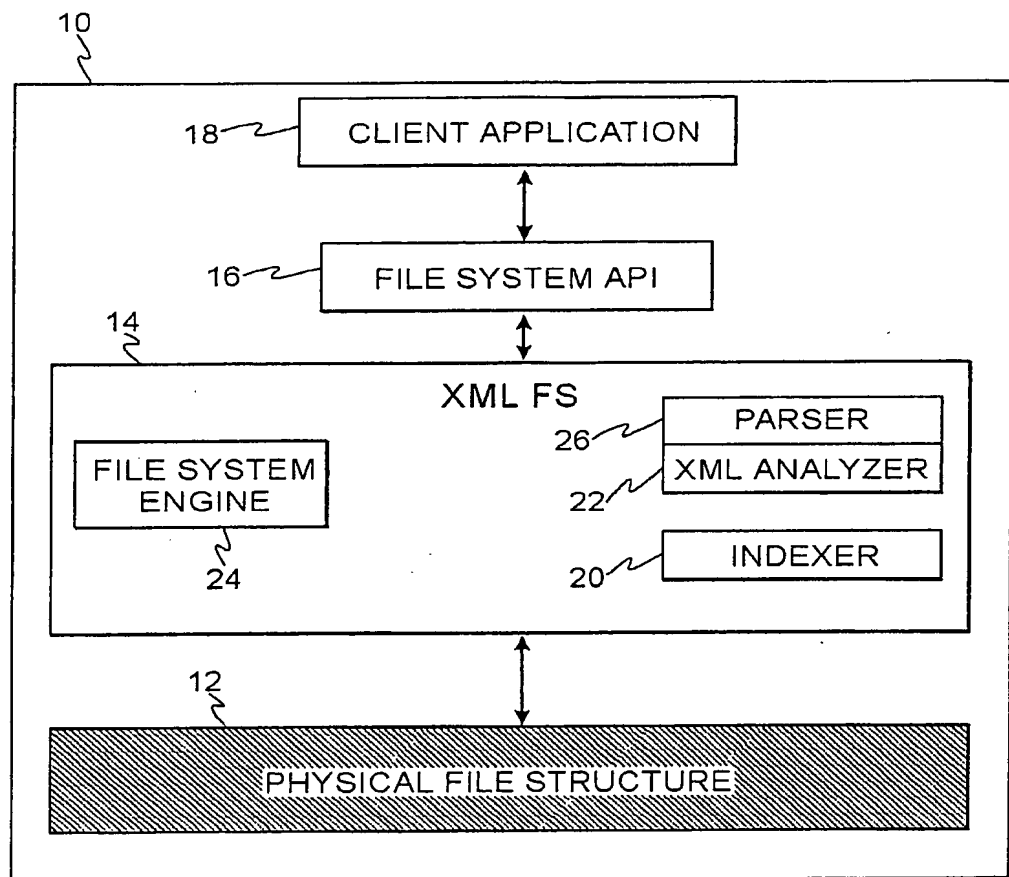 10
18 CLIENT APPLICATION
16 FILE SYSTEM API
14
XML FS
FILE SYSTEM
ENGINE
24
26 PARSER
22 XML ANALYZER
20 INDEXER
12
PHYSICAL FILE STRUCTURE